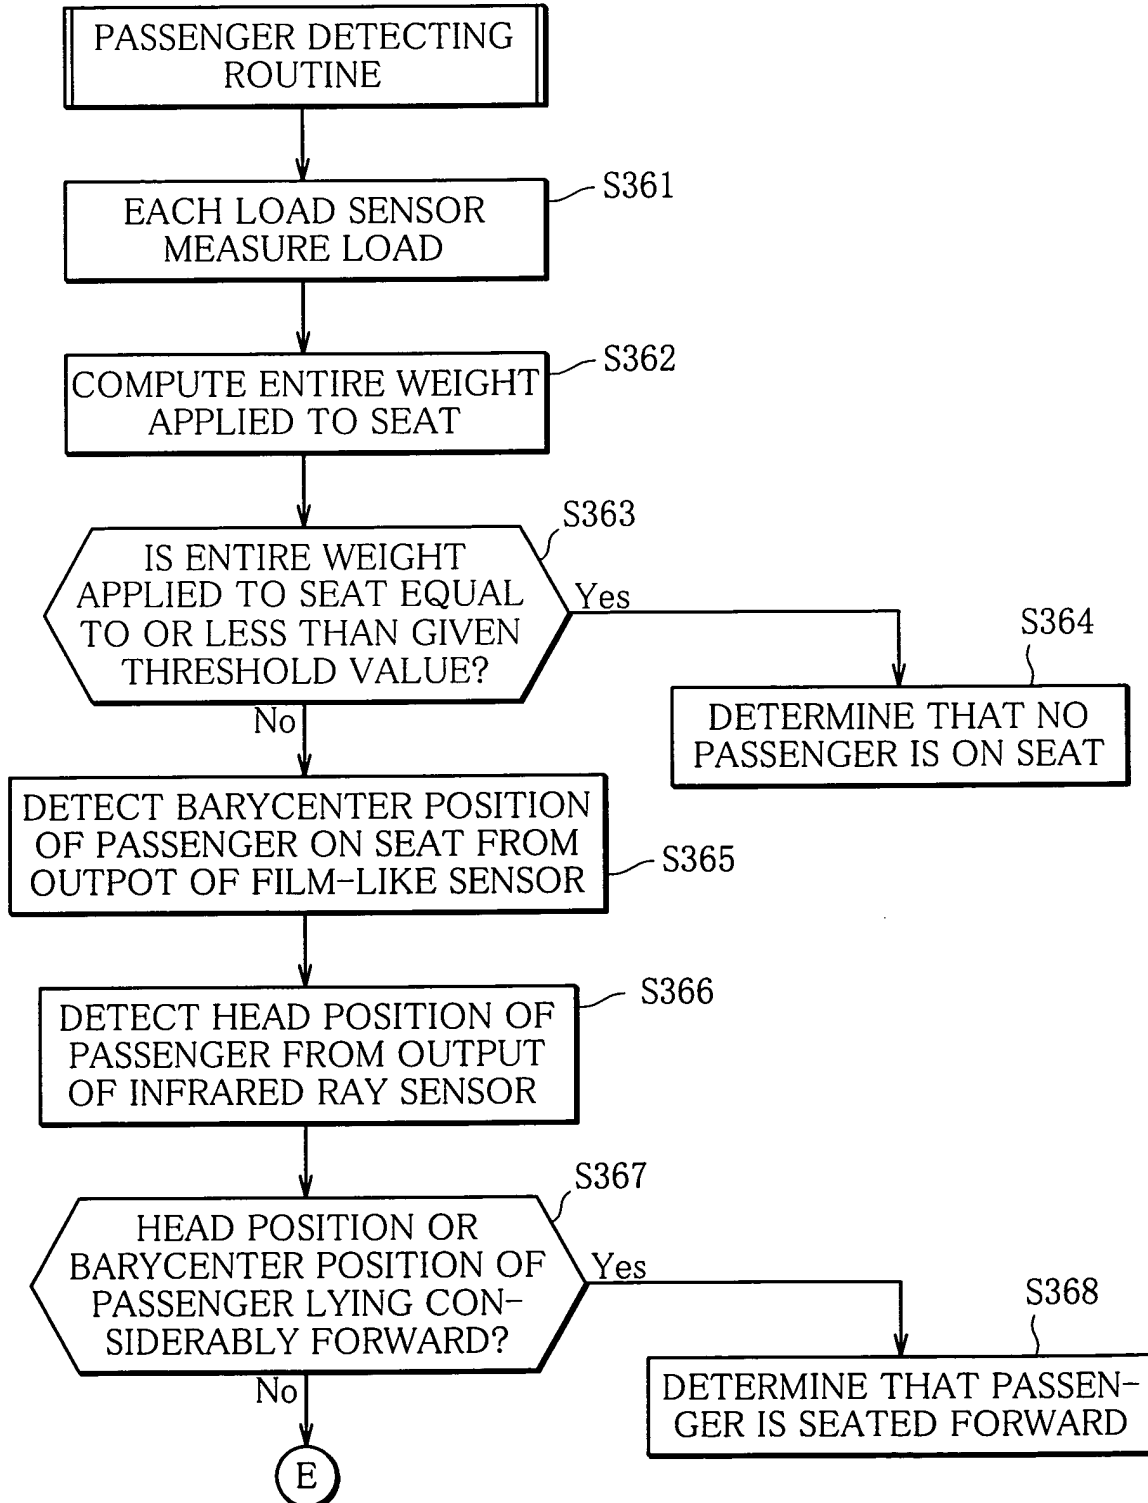 PASSENGER DETECTING
ROUTINE
S361
EACH LOAD SENSOR
MEASURE LOAD
S362
COMPUTE ENTIRE WEIGHT
APPLIED TO SEAT
S363
IS ENTIRE WEIGHT
APPLIED TO SEAT EQUAL
TO OR LESS THAN GIVEN
THRESHOLD VALUE?
Yes
No
S364
DETERMINE THAT NO
PASSENGER IS ON SEAT
DETECT BARYCENTER POSITION
OF PASSENGER ON SEAT FROM
OUTPOT OF FILM-LIKE SENSOR
S365
S366
DETECT HEAD POSITION OF
PASSENGER FROM OUTPUT
OF INFRARED RAY SENSOR
S367
HEAD POSITION OR
BARYCENTER POSITION OF
PASSENGER LYING CON-
SIDERABLY FORWARD?
Yes
No
S368
DETERMINE THAT PASSEN-
GER IS SEATED FORWARD
E